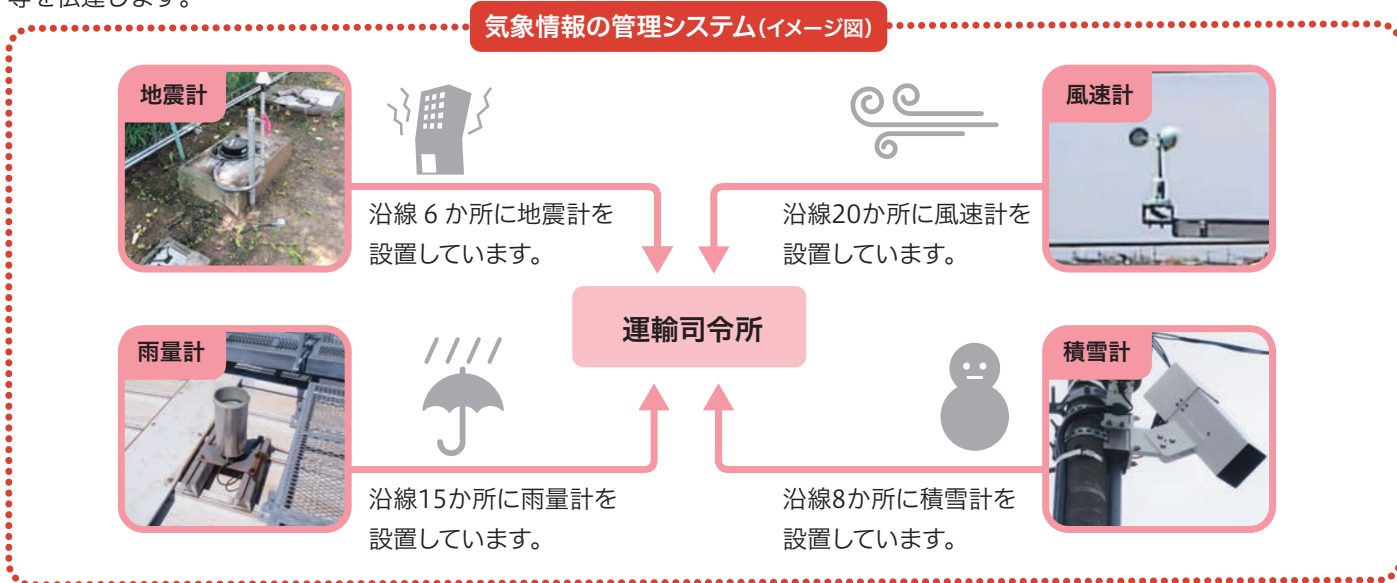 等を伝達します。
気象情報の管理システム(イメージ図)
地震計
沿線 6 か所に地震計を
設置しています。
風速計
沿線20か所に風速計を
設置しています。
運輸司令所
雨量計
沿線15か所に雨量計を
設置しています。
積雪計
沿線8か所に積雪計を
設置しています。